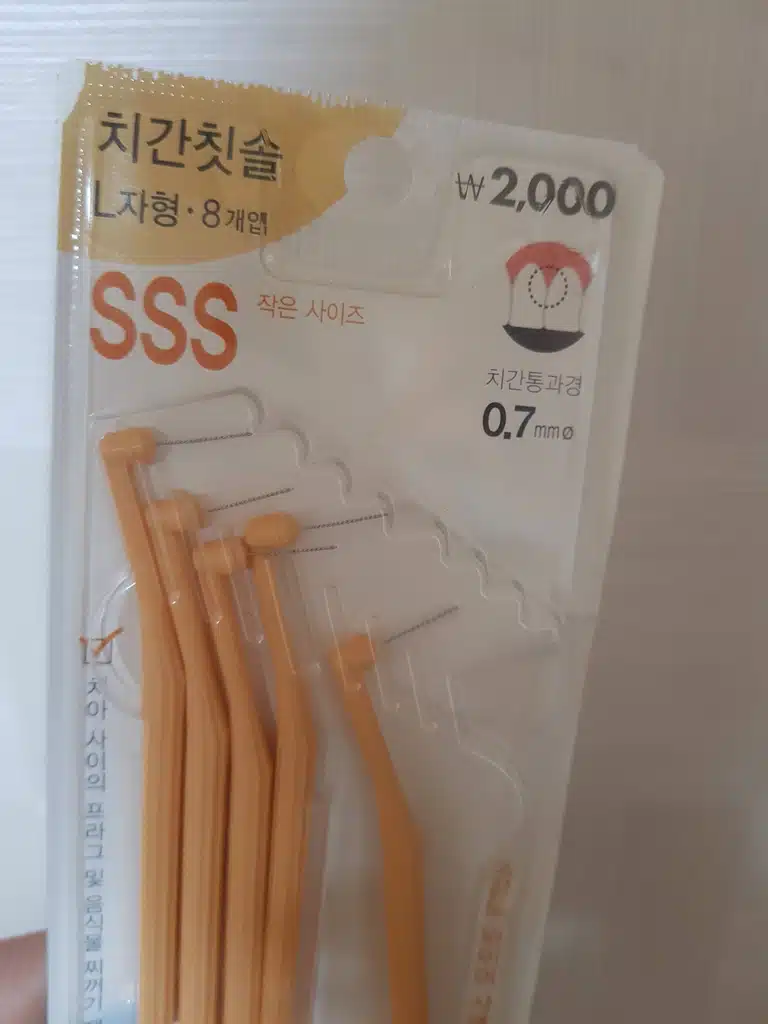 치간칫솔
₩2,000
L자형·8개입
SSS 작은 사이즈
치간통과경
0.7mmø
치아 사이의 프라그 및 음식물 찌꺼기